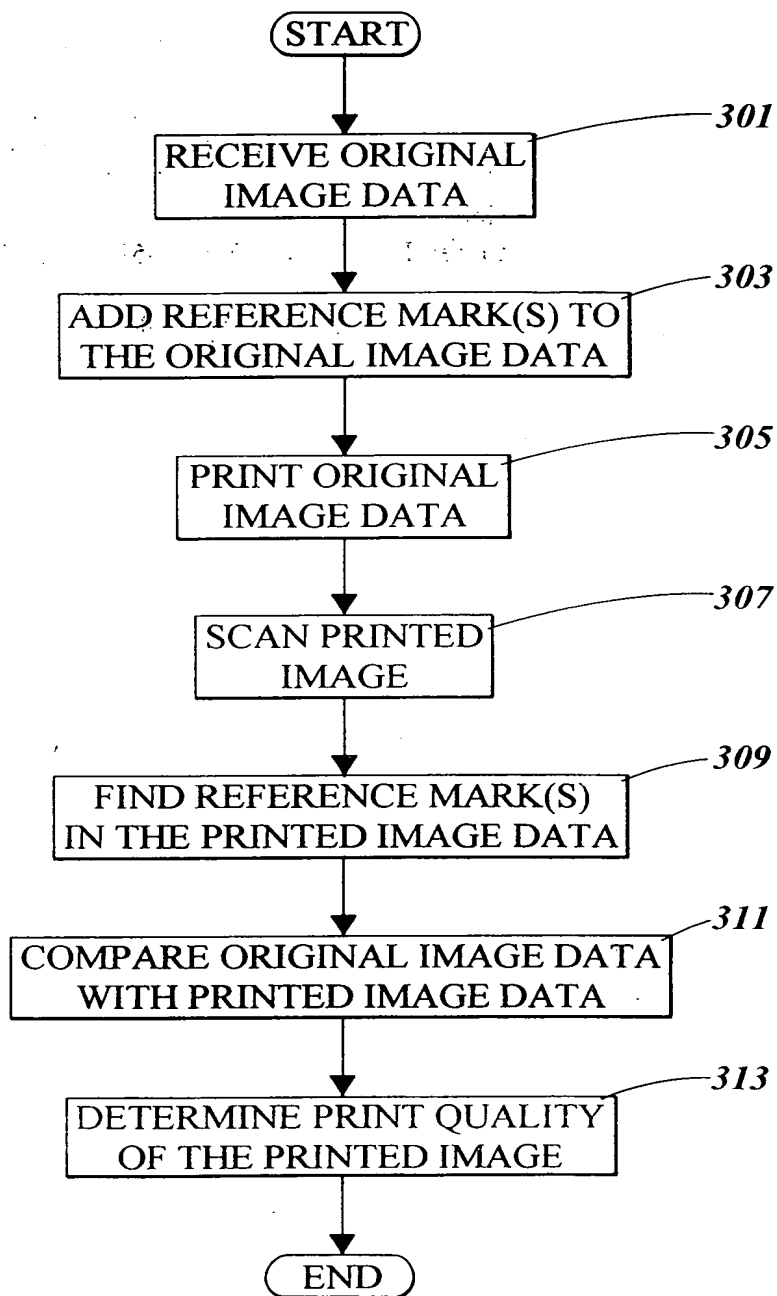 START
301
RECEIVE ORIGINAL
IMAGE DATA
303
ADD REFERENCE MARK(S) TO
THE ORIGINAL IMAGE DATA
305
PRINT ORIGINAL
IMAGE DATA
307
SCAN PRINTED
IMAGE
309
FIND REFERENCE MARK(S)
IN THE PRINTED IMAGE DATA
311
COMPARE ORIGINAL IMAGE DATA
WITH PRINTED IMAGE DATA
313
DETERMINE PRINT QUALITY
OF THE PRINTED IMAGE
END